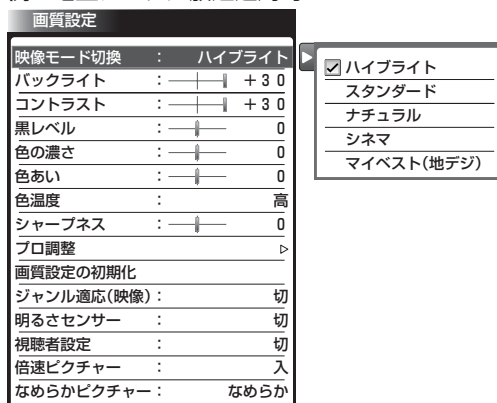 画質設定
映像モード切換 : ハイブライト
バックライト : +30
コントラスト : +30
黒レベル : 0
色の濃さ : 0
色あい : 0
色温度 : 高
シャープネス : 0
プロ調整
画質設定の初期化
ジャンル適応(映像) : 切
明るさセンサー : 切
視聴者設定 : 切
倍速ピクチャー : 入
なめらかピクチャー : なめらか
ハイブライト
スタンダード
ナチュラル
シネマ
マイベスト(地デジ)